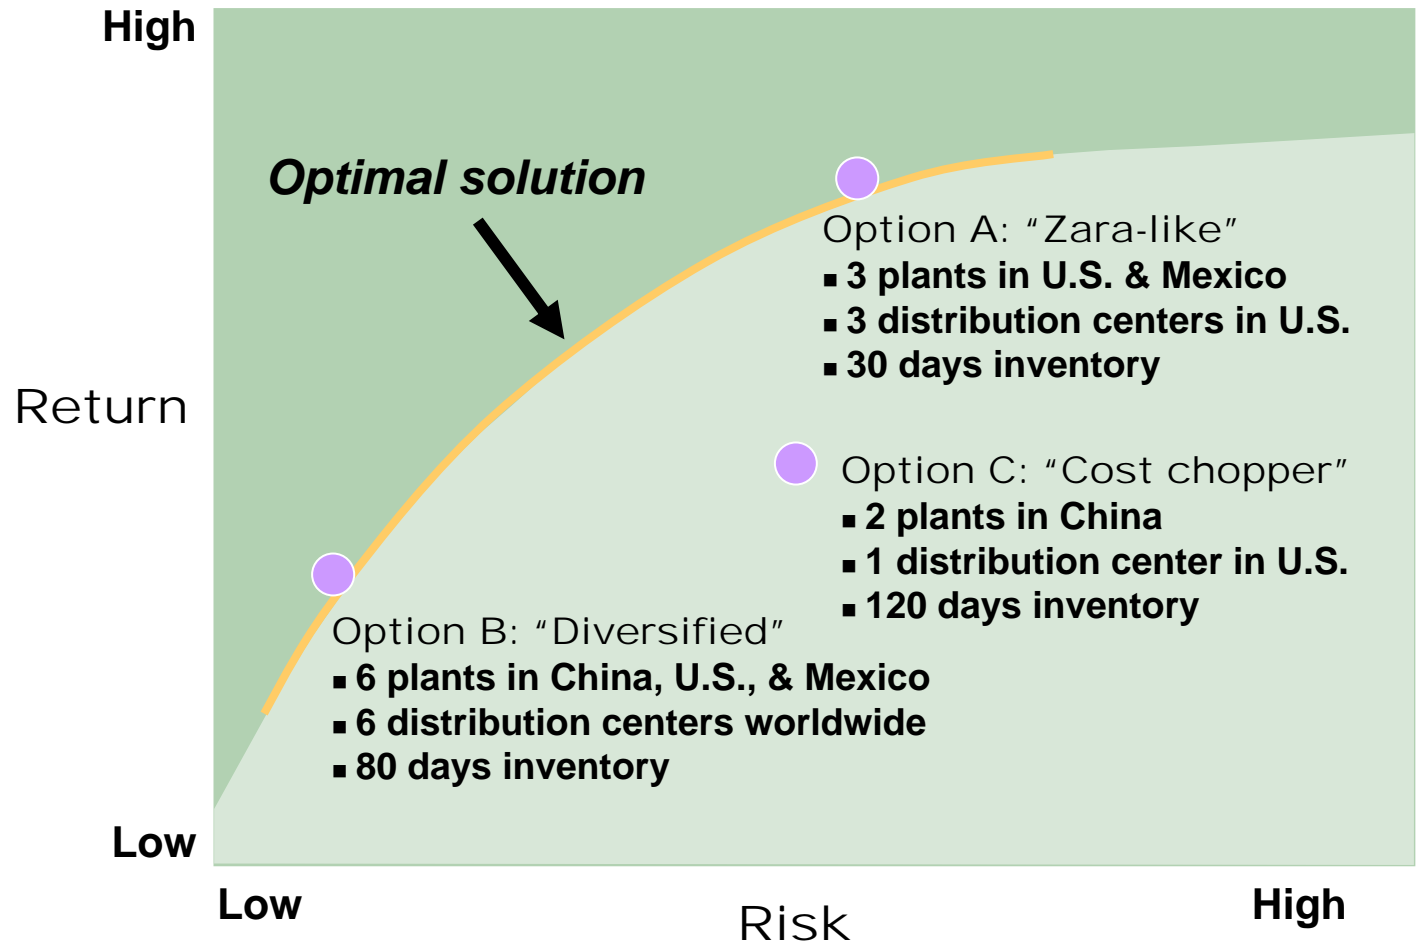 High
Optimal solution
Option A: “Zara-like”
▪ 3 plants in U.S. & Mexico
▪ 3 distribution centers in U.S.
▪ 30 days inventory
Return
Option C: “Cost chopper”
▪ 2 plants in China
▪ 1 distribution center in U.S.
▪ 120 days inventory
Option B: “Diversified”
▪ 6 plants in China, U.S., & Mexico
▪ 6 distribution centers worldwide
▪ 80 days inventory
Low
Low
Risk
High